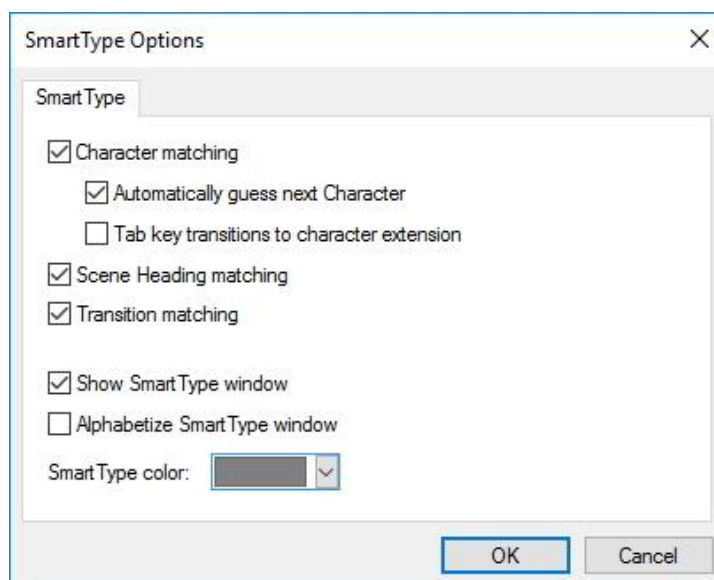 SmartType Options
SmartType
Character matching
Automatically guess next Character
Tab key transitions to character extension
Scene Heading matching
Transition matching
Show SmartType window
Alphabetize SmartType window
SmartType color:
OK Cancel